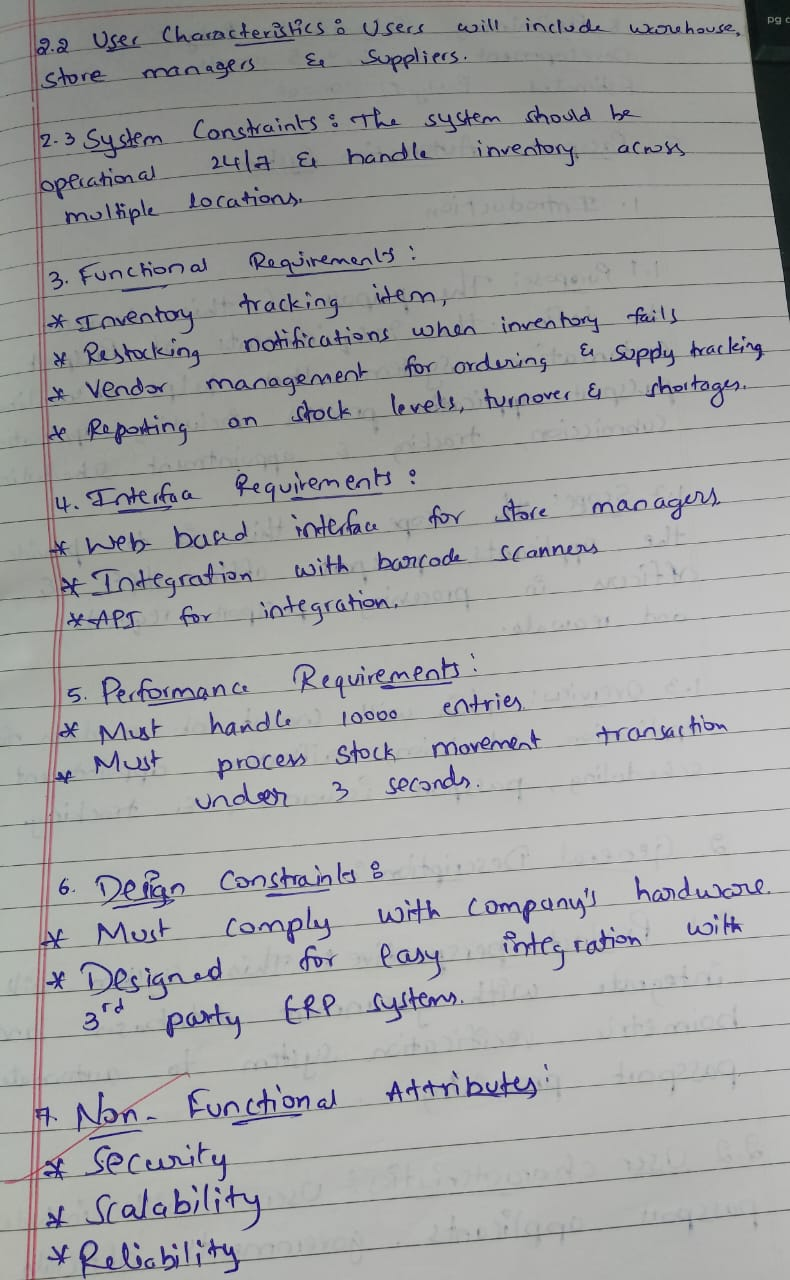 pg
2.2 User Characteristics : Users will include warehouse,
store managers & Suppliers.
2.3 System Constraints : The system should be
operational 24/7 & handle inventory across
multiple locations.
3. Functional Requirements :
* Inventory tracking item,
* Restocking notifications when inventory fails
* Vendor management for ordering & supply tracking
* Reporting on stock levels, turnover & shortages.
4. Interfaa Requirements :
* Web baed interface for store managers
* Integration with barcode scanners
* API for integration.
5. Performance Requirements :
* Must handle 10000 entries
* Must process stock movement transaction
under 3 seconds.
6. Design Constraints :
* Must comply with company's hardware.
* Designed for easy integration with
3rd party ERP systems.
7. Non-Functional Attributes :
* Security
* Scalability
* Reliability